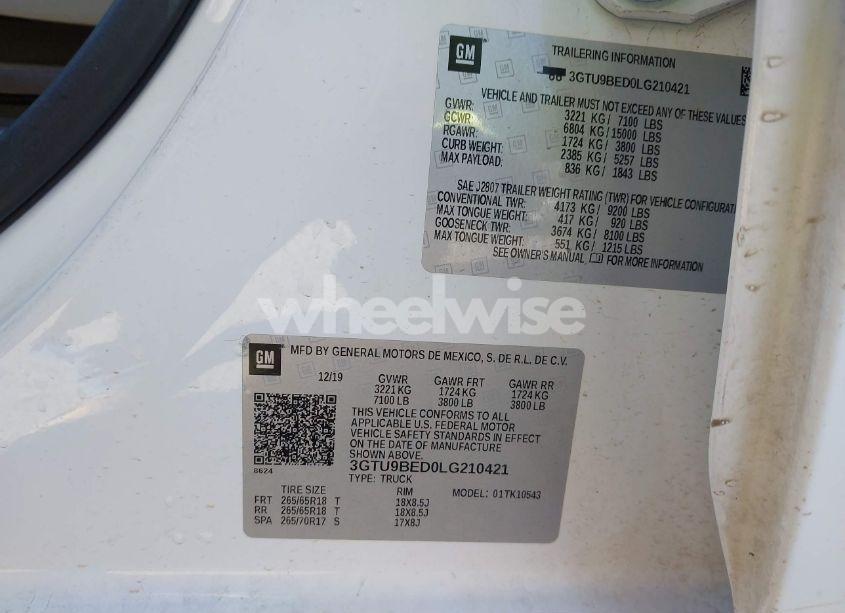 GM
TRAILERING INFORMATION
3GTU9BED0LG210421
VEHICLE AND TRAILER MUST NOT EXCEED ANY OF THESE VALUES
GVWR: 3221 KG / 7100 LBS
GCWR: 6804 KG / 15000 LBS
RGAWR: 1724 KG / 3800 LBS
CURB WEIGHT: 2385 KG / 5257 LBS
MAX PAYLOAD: 836 KG / 1843 LBS
SAE J2807 TRAILER WEIGHT RATING (TWR) FOR VEHICLE
CONVENTIONAL TWR: 4173 KG / 9200 LBS
MAX TONGUE WEIGHT: 417 KG / 920 LBS
GOOSENECK TWR: 3674 KG / 8100 LBS
MAX TONGUE WEIGHT: 551 KG / 1215 LBS
SEE OWNER'S MANUAL FOR MORE INFORMATION
wheelwise
GM
MFD BY GENERAL MOTORS DE MEXICO, S. DE R.L. DE C.V.
12/19 GVWR GAWR FRT GAWR RR
3221 KG 1724 KG 1724 KG
7100 LB 3800 LB 3800 LB
THIS VEHICLE CONFORMS TO ALL
APPLICABLE U.S. FEDERAL MOTOR
VEHICLE SAFETY STANDARDS IN EFFECT
ON THE DATE OF MANUFACTURE
SHOWN ABOVE.
8624
3GTU9BED0LG210421
TYPE: TRUCK
TIRE SIZE RIM MODEL: 01TK10543
FRT 265/65R18 T 18X8.5J
RR 265/65R18 T 18X8.5J
SPA 265/70R17 S 17X8J